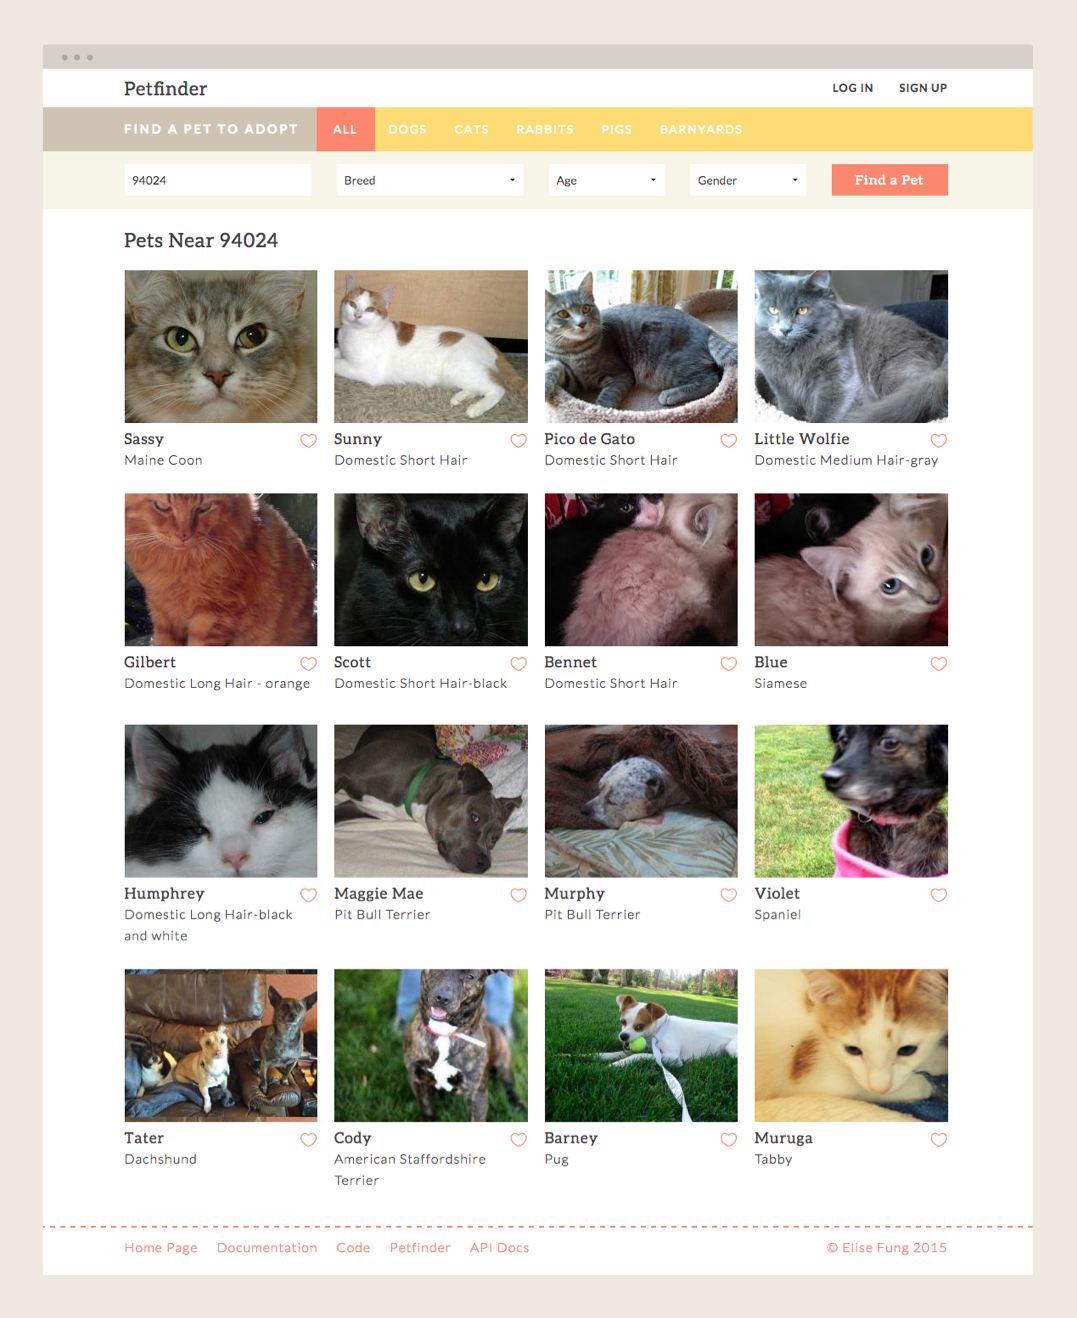 Petfinder
LOG IN SIGN UP
FIND A PET TO ADOPT ALL DOGS CATS RABBITS PIGS BARNYARDS
94024 Breed Age Gender Find a Pet
Pets Near 94024
Sassy Sunny Pico de Gato Little Wolfie
Maine Coon Domestic Short Hair Domestic Short Hair Domestic Medium Hair-gray
Gilbert Scott Bennet Blue
Domestic Long Hair - orange Domestic Short Hair-black Domestic Short Hair Siamese
Humphrey Maggie Mae Murphy Violet
Domestic Long Hair-black Pit Bull Terrier Pit Bull Terrier Spaniel
and white
Tater Cody Barney Muruga
Dachshund American Staffordshire Pug Tabby
Terrier
Home Page Documentation Code Petfinder API Docs © Elise Fung 2015